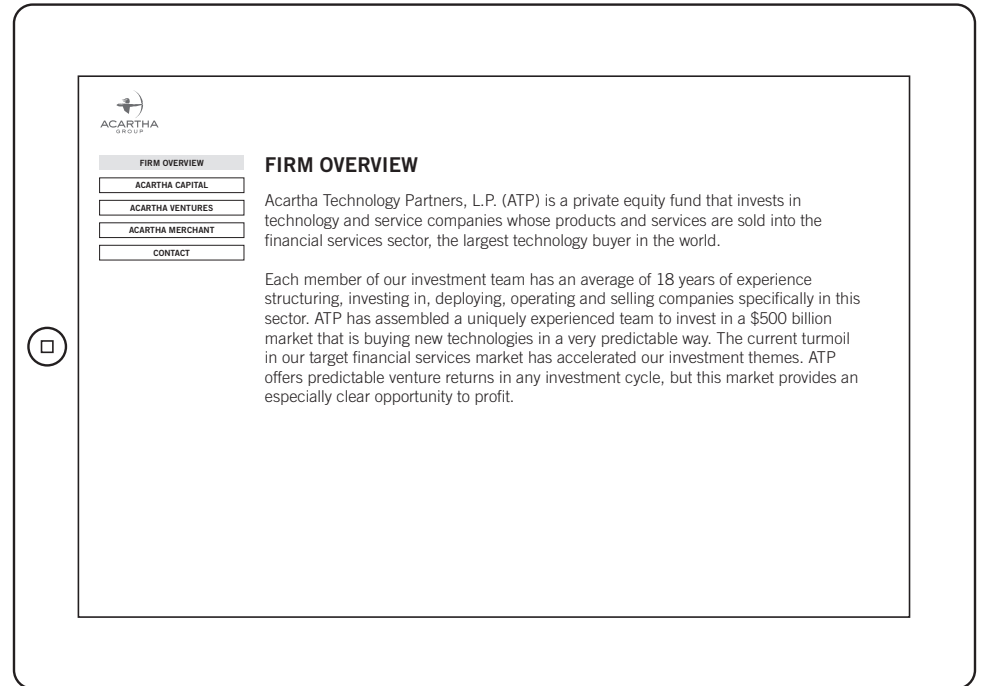 ACARTHA
GROUP
FIRM OVERVIEW
ACARTHA CAPITAL
ACARTHA VENTURES
ACARTHA MERCHANT
CONTACT
FIRM OVERVIEW
Acartha Technology Partners, L.P. (ATP) is a private equity fund that invests in
technology and service companies whose products and services are sold into the
financial services sector, the largest technology buyer in the world.
Each member of our investment team has an average of 18 years of experience
structuring, investing in, deploying, operating and selling companies specifically in this
sector. ATP has assembled a uniquely experienced team to invest in a $500 billion
market that is buying new technologies in a very predictable way. The current turmoil
in our target financial services market has accelerated our investment themes. ATP
offers predictable venture returns in any investment cycle, but this market provides an
especially clear opportunity to profit.